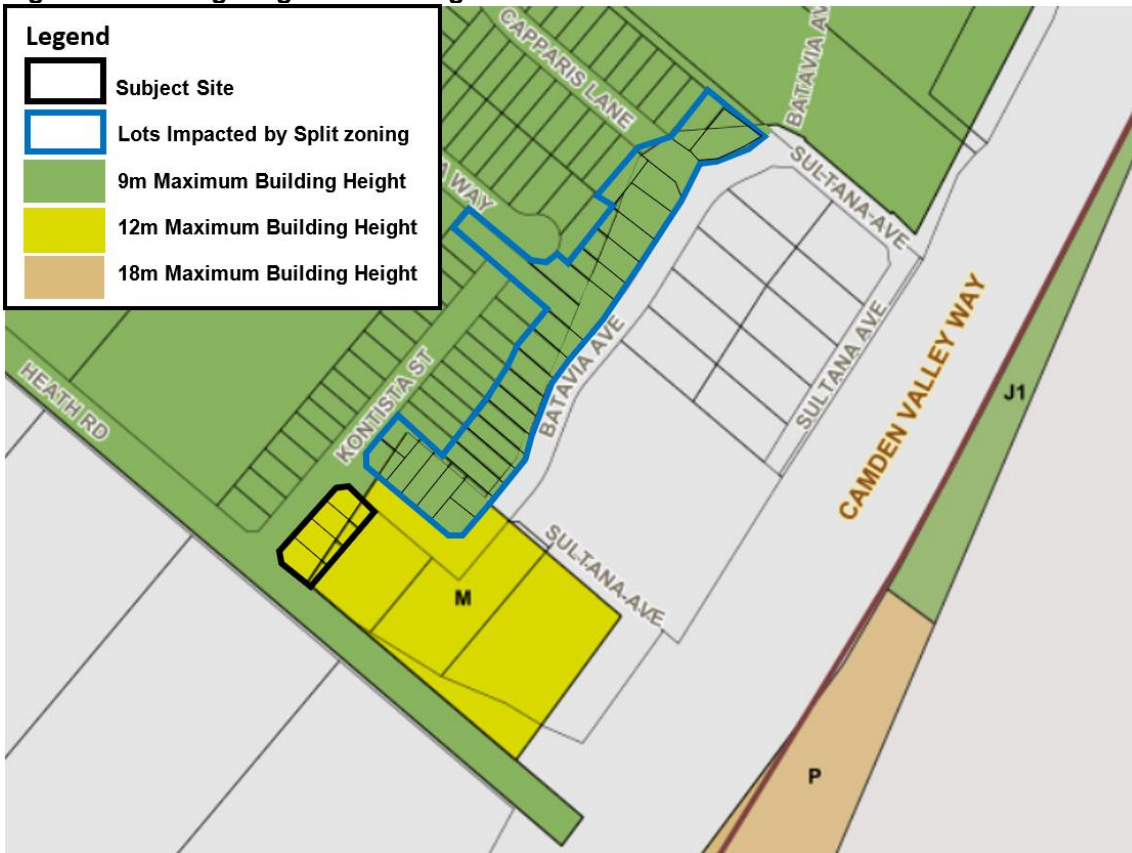 Legend
Subject Site
Lots Impacted by Split zoning
9m Maximum Building Height
12m Maximum Building Height
18m Maximum Building Height
CAPPARIS LANE
BATAVIA AV
SULTANA AVE
A WAY
HEATH RD
KONTISTA ST
BATAVIA AVE
SULTANA AVE
CAMDEN VALLEY WAY
J1
SULTANA AVE
M
P